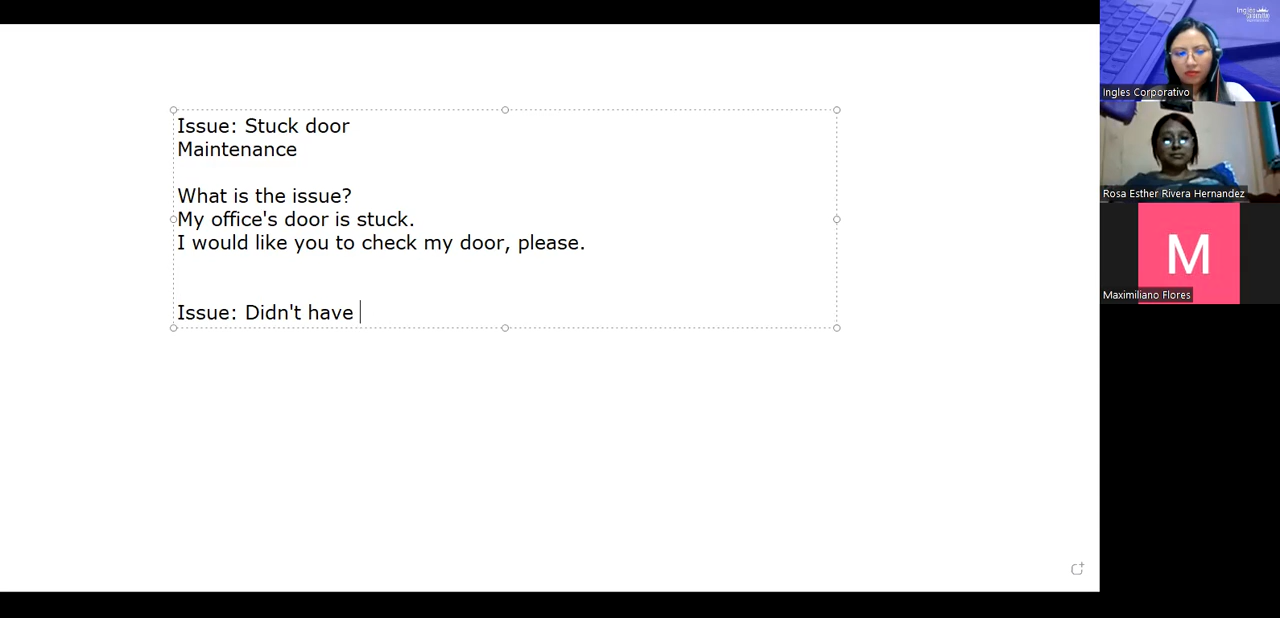 Issue: Stuck door
Maintenance
What is the issue?
My office's door is stuck.
I would like you to check my door, please.
Issue: Didn't have
Ingles
Ingles Corporativo
Rosa Esther Rivera Hernandez
M
Maximiliano Flores